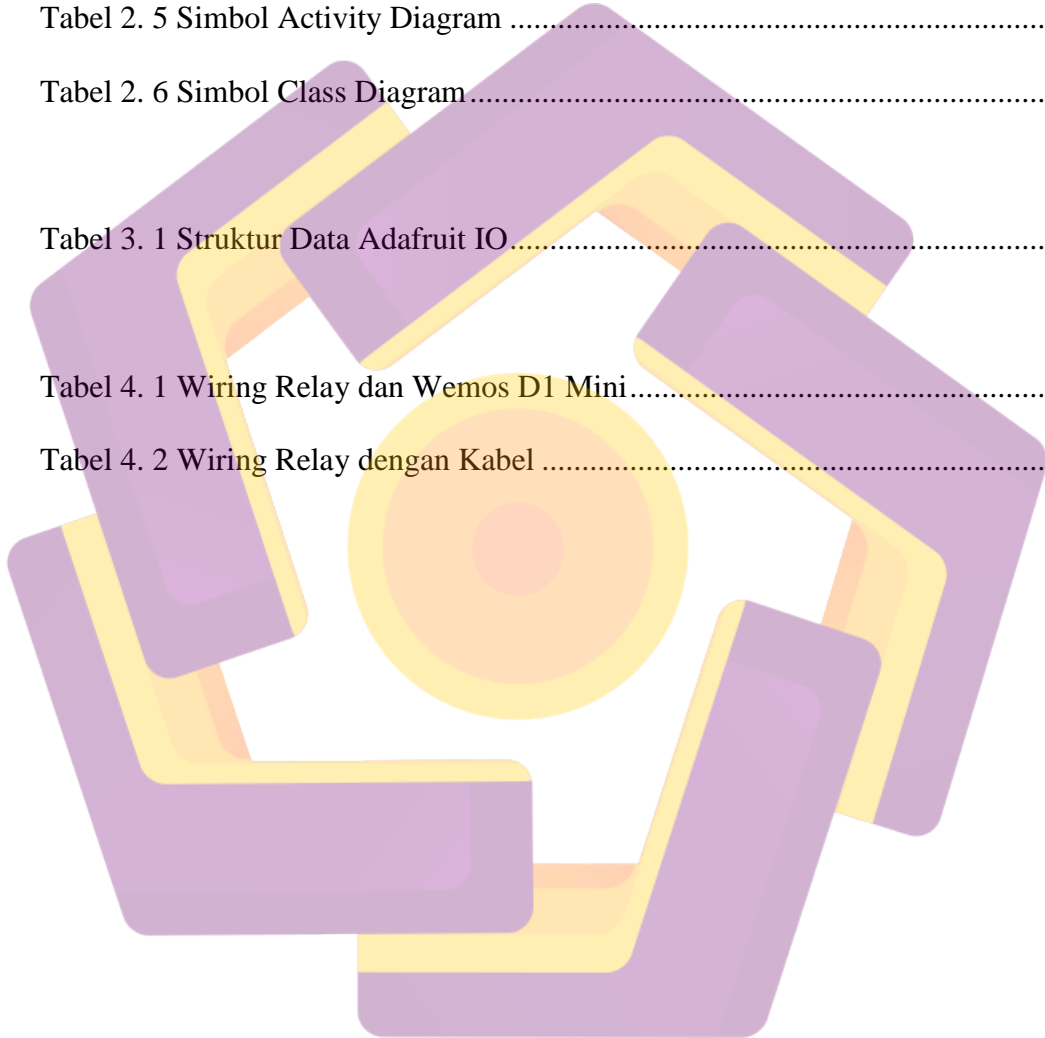 Tabel 2. 5 Simbol Activity Diagram ....................................................................
Tabel 2. 6 Simbol Class Diagram.........................................................................
Tabel 3. 1 Struktur Data Adafruit IO....................................................................
Tabel 4. 1 Wiring Relay dan Wemos D1 Mini.....................................................
Tabel 4. 2 Wiring Relay dengan Kabel ................................................................